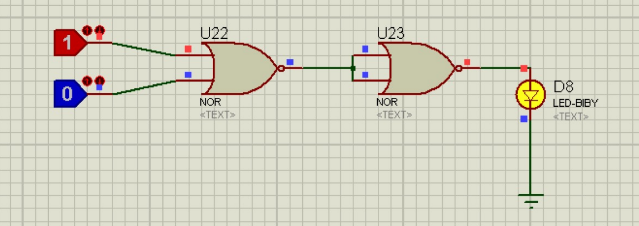 U22
U23
1
0
D8
LED-BIBY
<TEXT>
NOR
<TEXT>
NOR
<TEXT>